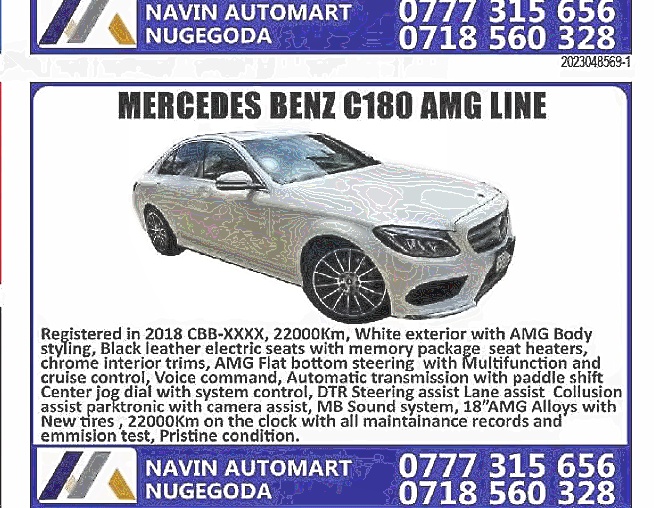 NAVIN AUTOMART 0777 315 656
NUGEGODA 0718 560 328
2023048569-1
MERCEDES BENZ C180 AMG LINE
Registered in 2018 CBB-XXXX, 22000Km, White exterior with AMG Body
styling, Black leather electric seats with memory package seat heaters,
chrome interior trims, AMG Flat bottom steering with Multifunction and
cruise control, Voice command, Automatic transmission with paddle shift
Center jog dial with system control, DTR Steering assist Lane assist Collusion
assist parktronic with camera assist, MB Sound system, 18”AMG Alloys with
New tires , 22000Km on the clock with all maintainance records and
emmision test, Pristine condition.
NAVIN AUTOMART 0777 315 656
NUGEGODA 0718 560 328